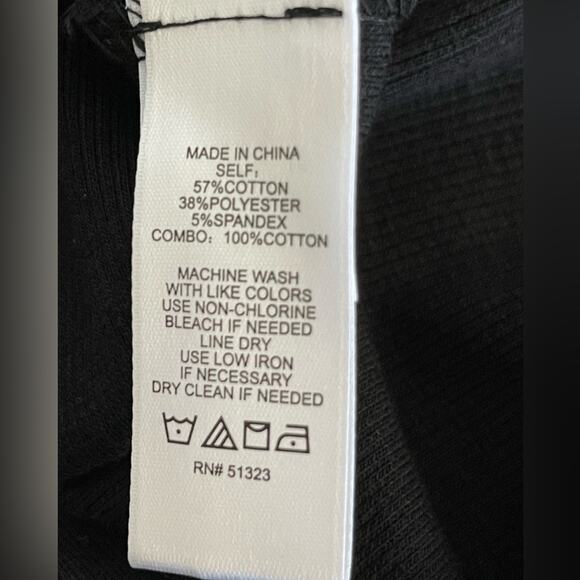 MADE IN CHINA
SELF:
57%COTTON
38%POLYESTER
5%SPANDEX
COMBO: 100%COTTON
MACHINE WASH
WITH LIKE COLORS
USE NON-CHLORINE
BLEACH IF NEEDED
LINE DRY
USE LOW IRON
IF NECESSARY
DRY CLEAN IF NEEDED
RN# 51323